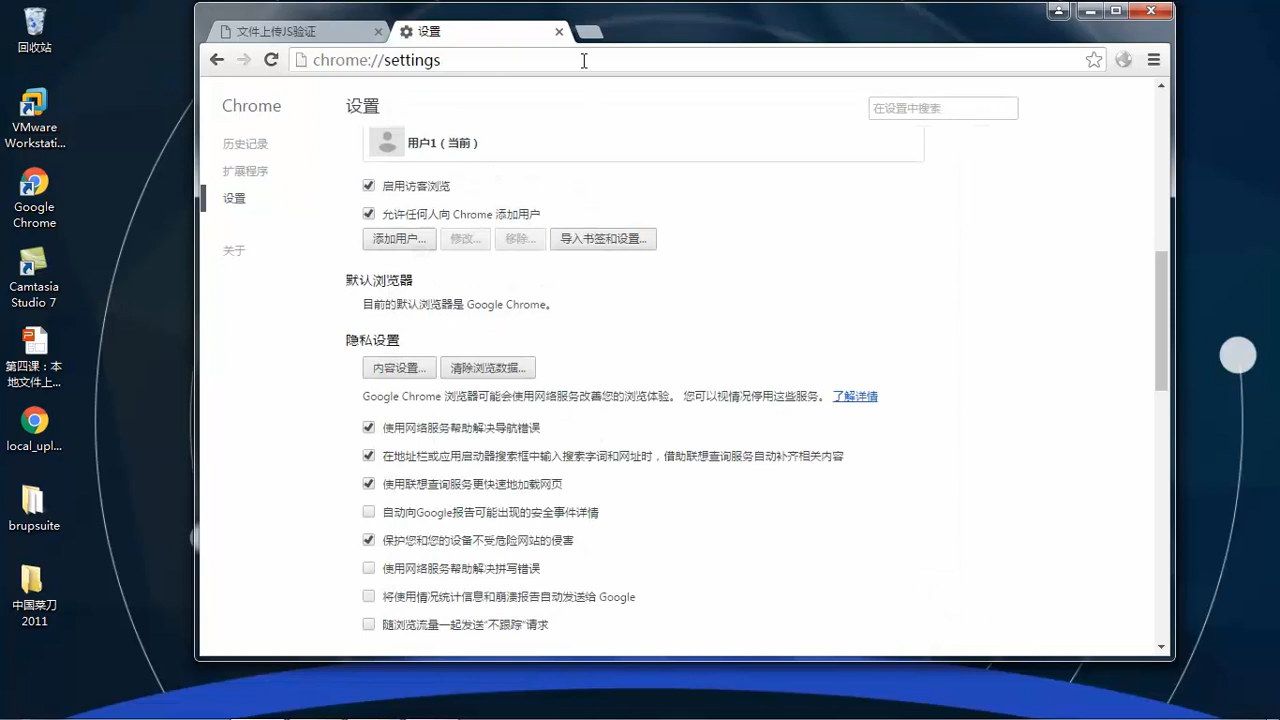 回收站
VMware
Workstati...
Google
Chrome
Camtasia
Studio 7
第四课：本
地文件上...
local_upl...
brupsuite
中国菜刀
2011
文件上传JS验证
设置
chrome://settings
Chrome
历史记录
扩展程序
设置
关于
设置
在设置中搜索
用户1（当前）
启用访客浏览
允许任何人向 Chrome 添加用户
添加用户...
修改...
移除...
导入书签和设置...
默认浏览器
目前的默认浏览器是 Google Chrome。
隐私设置
内容设置...
清除浏览数据...
Google Chrome 浏览器可能会使用网络服务改善您的浏览体验。 您可以视情况停用这些服务。 了解详情
使用网络服务帮助解决导航错误
在地址栏或应用启动器搜索框中输入搜索字词和网址时，借助联想查询服务自动补齐相关内容
使用联想查询服务更快速地加载网页
自动向Google报告可能出现的安全事件详情
保护您和您的设备不受危险网站的侵害
使用网络服务帮助解决拼写错误
将使用情况统计信息和崩溃报告自动发送给 Google
随浏览流量一起发送“不跟踪”请求